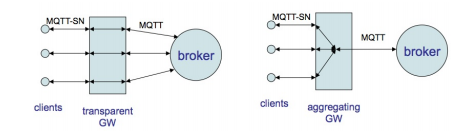 MQTT-SN
MQTT
broker
clients
transparent
GW
MQTT-SN
MQTT
broker
clients
aggregating
GW